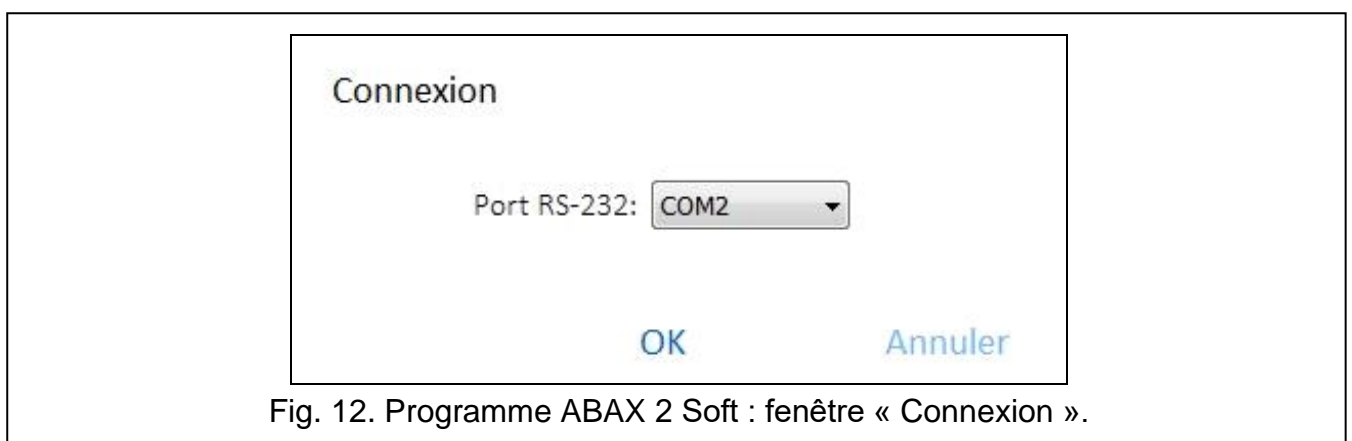 Connexion
Port RS-232: COM2
OK Annuler
Fig. 12. Programme ABAX 2 Soft : fenêtre « Connexion ».